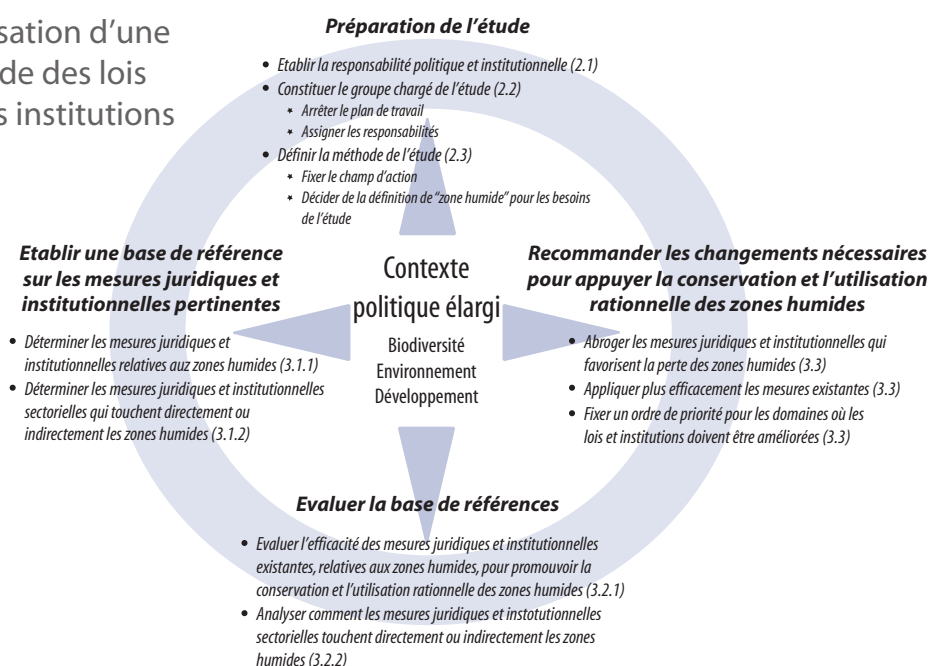 sation d'une
de des lois
s institutions
Préparation de l'étude
• Etablir la responsabilité politique et institutionnelle (2.1)
• Constituer le groupe chargé de l'étude (2.2)
* Arrêter le plan de travail
* Assigner les responsabilités
• Définir la méthode de l'étude (2.3)
* Fixer le champ d'action
* Décider de la définition de "zone humide" pour les besoins
de l'étude
Etablir une base de référence
sur les mesures juridiques et
institutionnelles pertinentes
• Déterminer les mesures juridiques et
institutionnelles relatives auz zones humides (3.1.1)
• Déterminer les mesures juridiques et institutionnelles
sectorielles qui touchent directement ou
indirectement les zones humides (3.1.2)
Contexte
politique élargi
Biodiversité
Environnement
Développement
Recommander les changements nécessaires
pour appuyer la conservation et l'utilisation
rationnelle des zones humides
• Abroger les mesures juridiques et institutionnelles qui
favorisent la perte des zones humides (3.3)
• Appliquer plus efficacement les mesures existantes (3.3)
• Fixer un ordre de priorité pour les domaines où les
lois et institutions doivent être améliorées (3.3)
Evaluer la base de références
• Evaluer l'efficacité des mesures juridiques et institutionnelles
existantes, relatives aux zones humides, pour promouvoir la
conservation et l'utilisation rationnelle des zones humides (3.2.1)
• Analyser comment les mesures juridiques et instotutionnelles
sectorielles touchent directement ou indirectement les zones
humides (3.2.2)